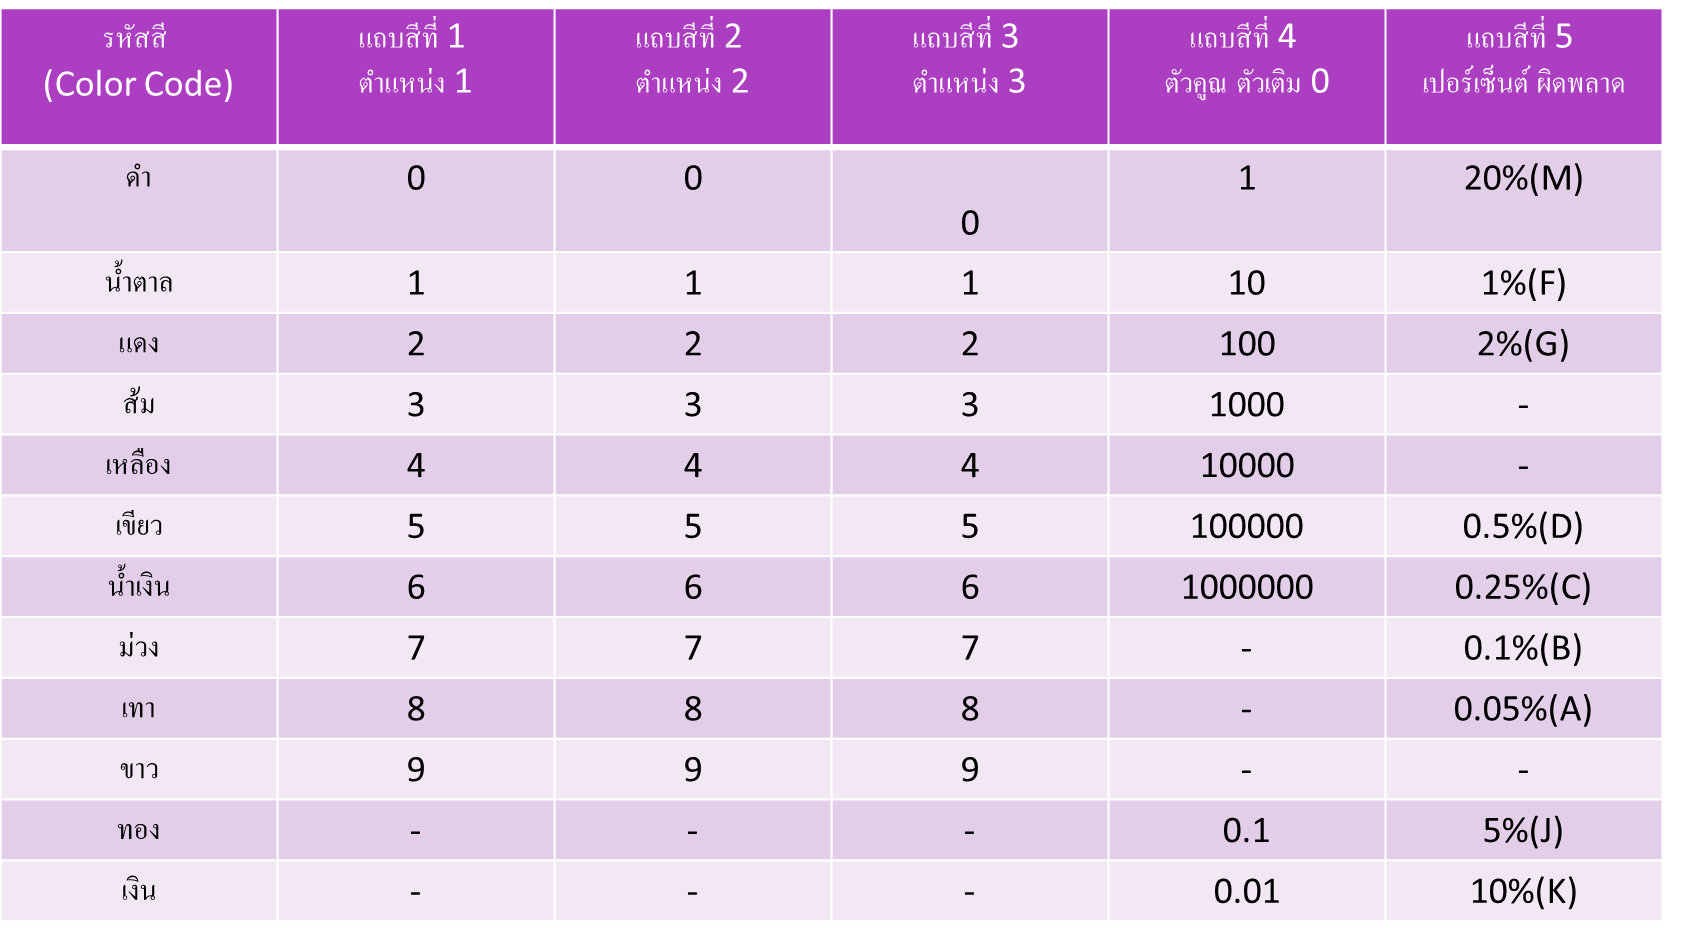 รหัสสี
(Color Code)
แถบสีที่ 1
ตำแหน่ง 1
แถบสีที่ 2
ตำแหน่ง 2
แถบสีที่ 3
ตำแหน่ง 3
แถบสีที่ 4
ตัวคูณ ตัวเติม 0
แถบสีที่ 5
เปอร์เซ็นต์ ผิดพลาด
ดำ 0 0 0 1 20%(M)
น้ำตาล 1 1 1 10 1%(F)
แดง 2 2 2 100 2%(G)
ส้ม 3 3 3 1000 -
เหลือง 4 4 4 10000 -
เขียว 5 5 5 100000 0.5%(D)
น้ำเงิน 6 6 6 1000000 0.25%(C)
ม่วง 7 7 7 - 0.1%(B)
เทา 8 8 8 - 0.05%(A)
ขาว 9 9 9 - -
ทอง - - - 0.1 5%(J)
เงิน - - - 0.01 10%(K)